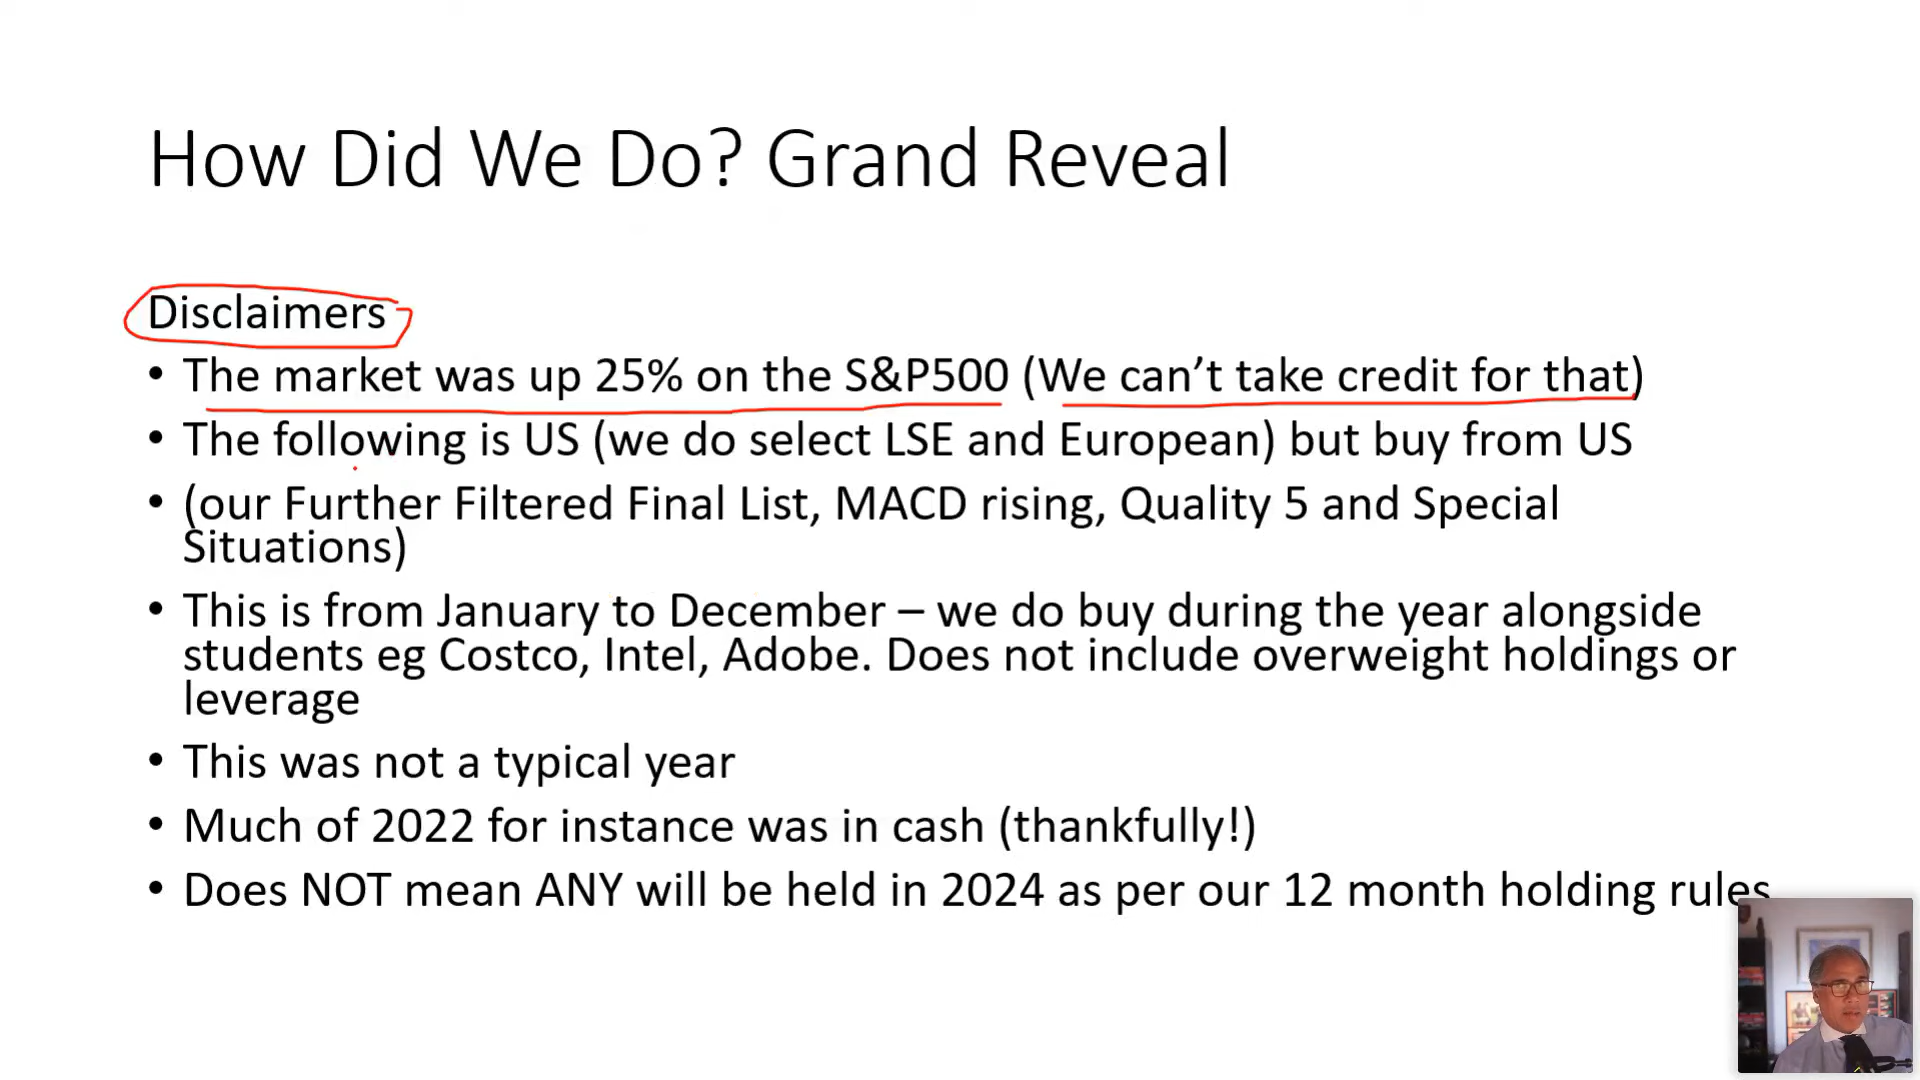 How Did We Do? Grand Reveal
Disclaimers
• The market was up 25% on the S&P500 (We can’t take credit for that)
• The following is US (we do select LSE and European) but buy from US
• (our Further Filtered Final List, MACD rising, Quality 5 and Special
Situations)
• This is from January to December – we do buy during the year alongside
students eg Costco, Intel, Adobe. Does not include overweight holdings or
leverage
• This was not a typical year
• Much of 2022 for instance was in cash (thankfully!)
• Does NOT mean ANY will be held in 2024 as per our 12 month holding rules